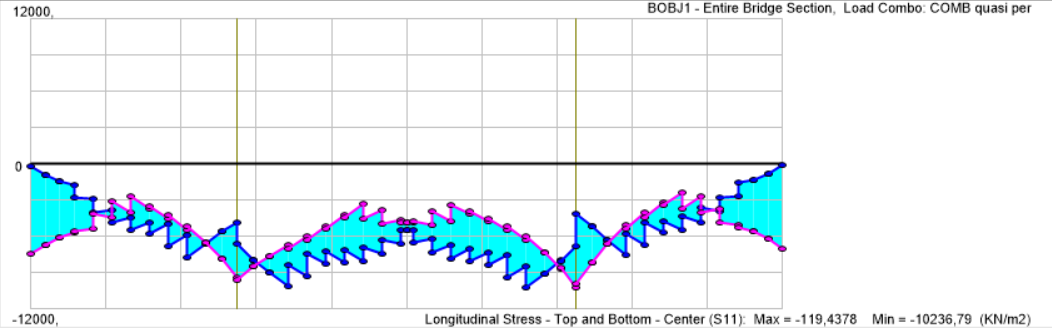 12000,
BOBJ1 - Entire Bridge Section,  Load Combo: COMB quasi per
0
-12000,
Longitudinal Stress - Top and Bottom - Center (S11):  Max = -119,4378    Min = -10236,79  (KN/m2)